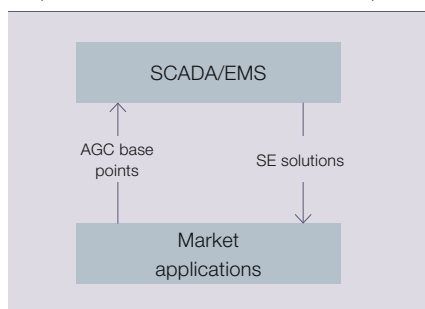 SCADA/EMS
AGC base
points
SE solutions
Market
applications